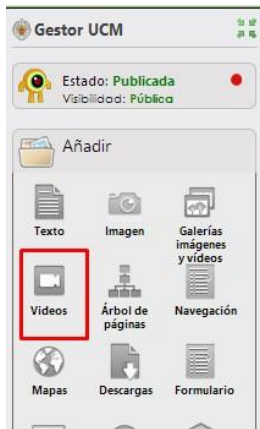 Gestor UCM
Estado: Publicada
Visibilidad: Pública
Añadir
Texto
Imagen
Galerías
imágenes
y vídeos
Videos
Árbol de
páginas
Navegación
Mapas
Descargas
Formulario